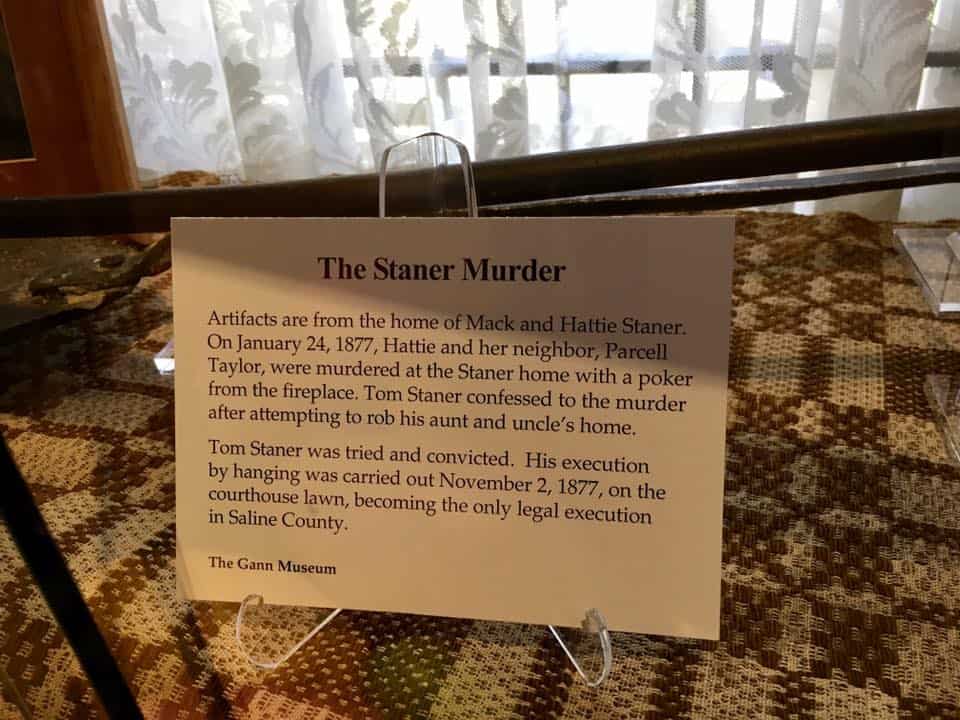 The Staner Murder
Artifacts are from the home of Mack and Hattie Staner.
On January 24, 1877, Hattie and her neighbor, Parcell
Taylor, were murdered at the Staner home with a poker
from the fireplace. Tom Staner confessed to the murder
after attempting to rob his aunt and uncle's home.
Tom Staner was tried and convicted.  His execution
by hanging was carried out November 2, 1877, on the
courthouse lawn, becoming the only legal execution
in Saline County.
The Gann Museum